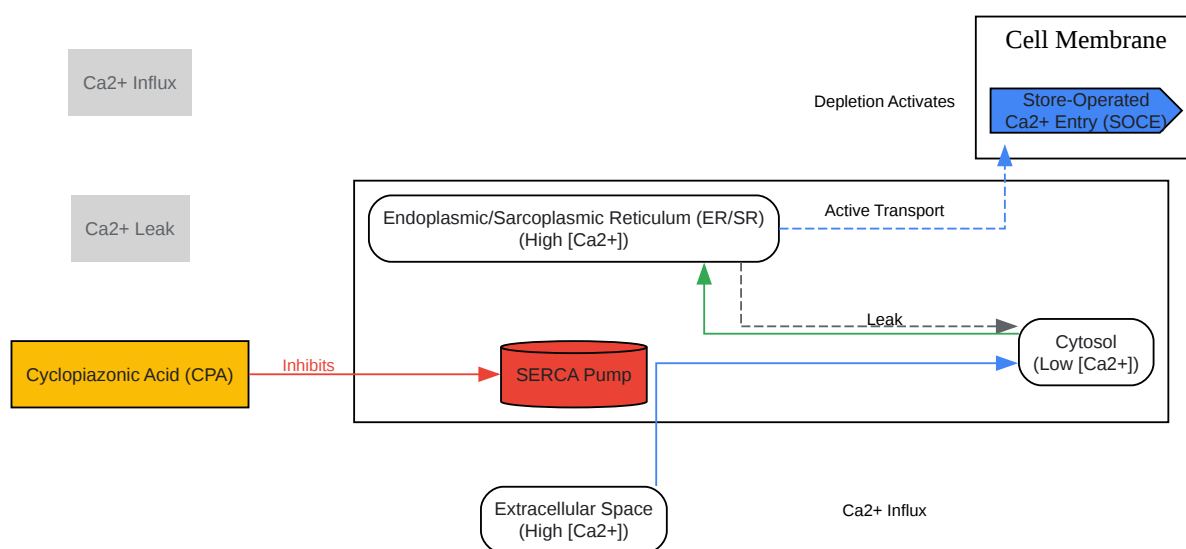 Cell Membrane
Ca2+ Influx
Depletion Activates
Store-Operated
Ca2+ Entry (SOCE)
Ca2+ Leak
Endoplasmic/Sarcoplasmic Reticulum (ER/SR)
(High [Ca2+])
Active Transport
Leak
Cytosol
(Low [Ca2+])
Cyclopiazonic Acid (CPA)
Inhibits
SERCA Pump
Extracellular Space
(High [Ca2+])
Ca2+ Influx